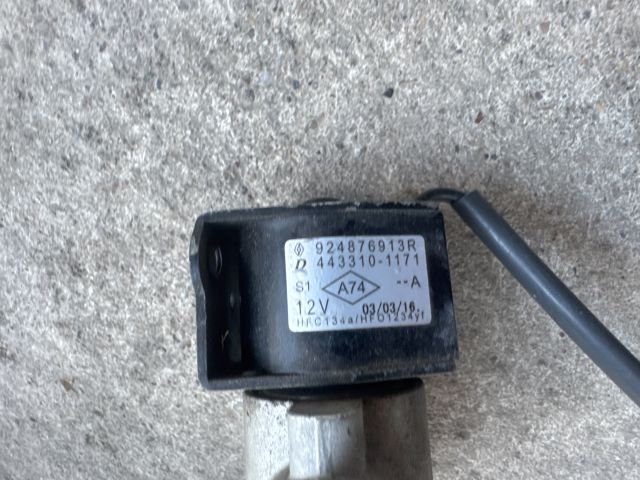 924876913R
D 443310-1171
S1 A74 --A
12V 03/03/16.
HFC134a/HFO1234yf